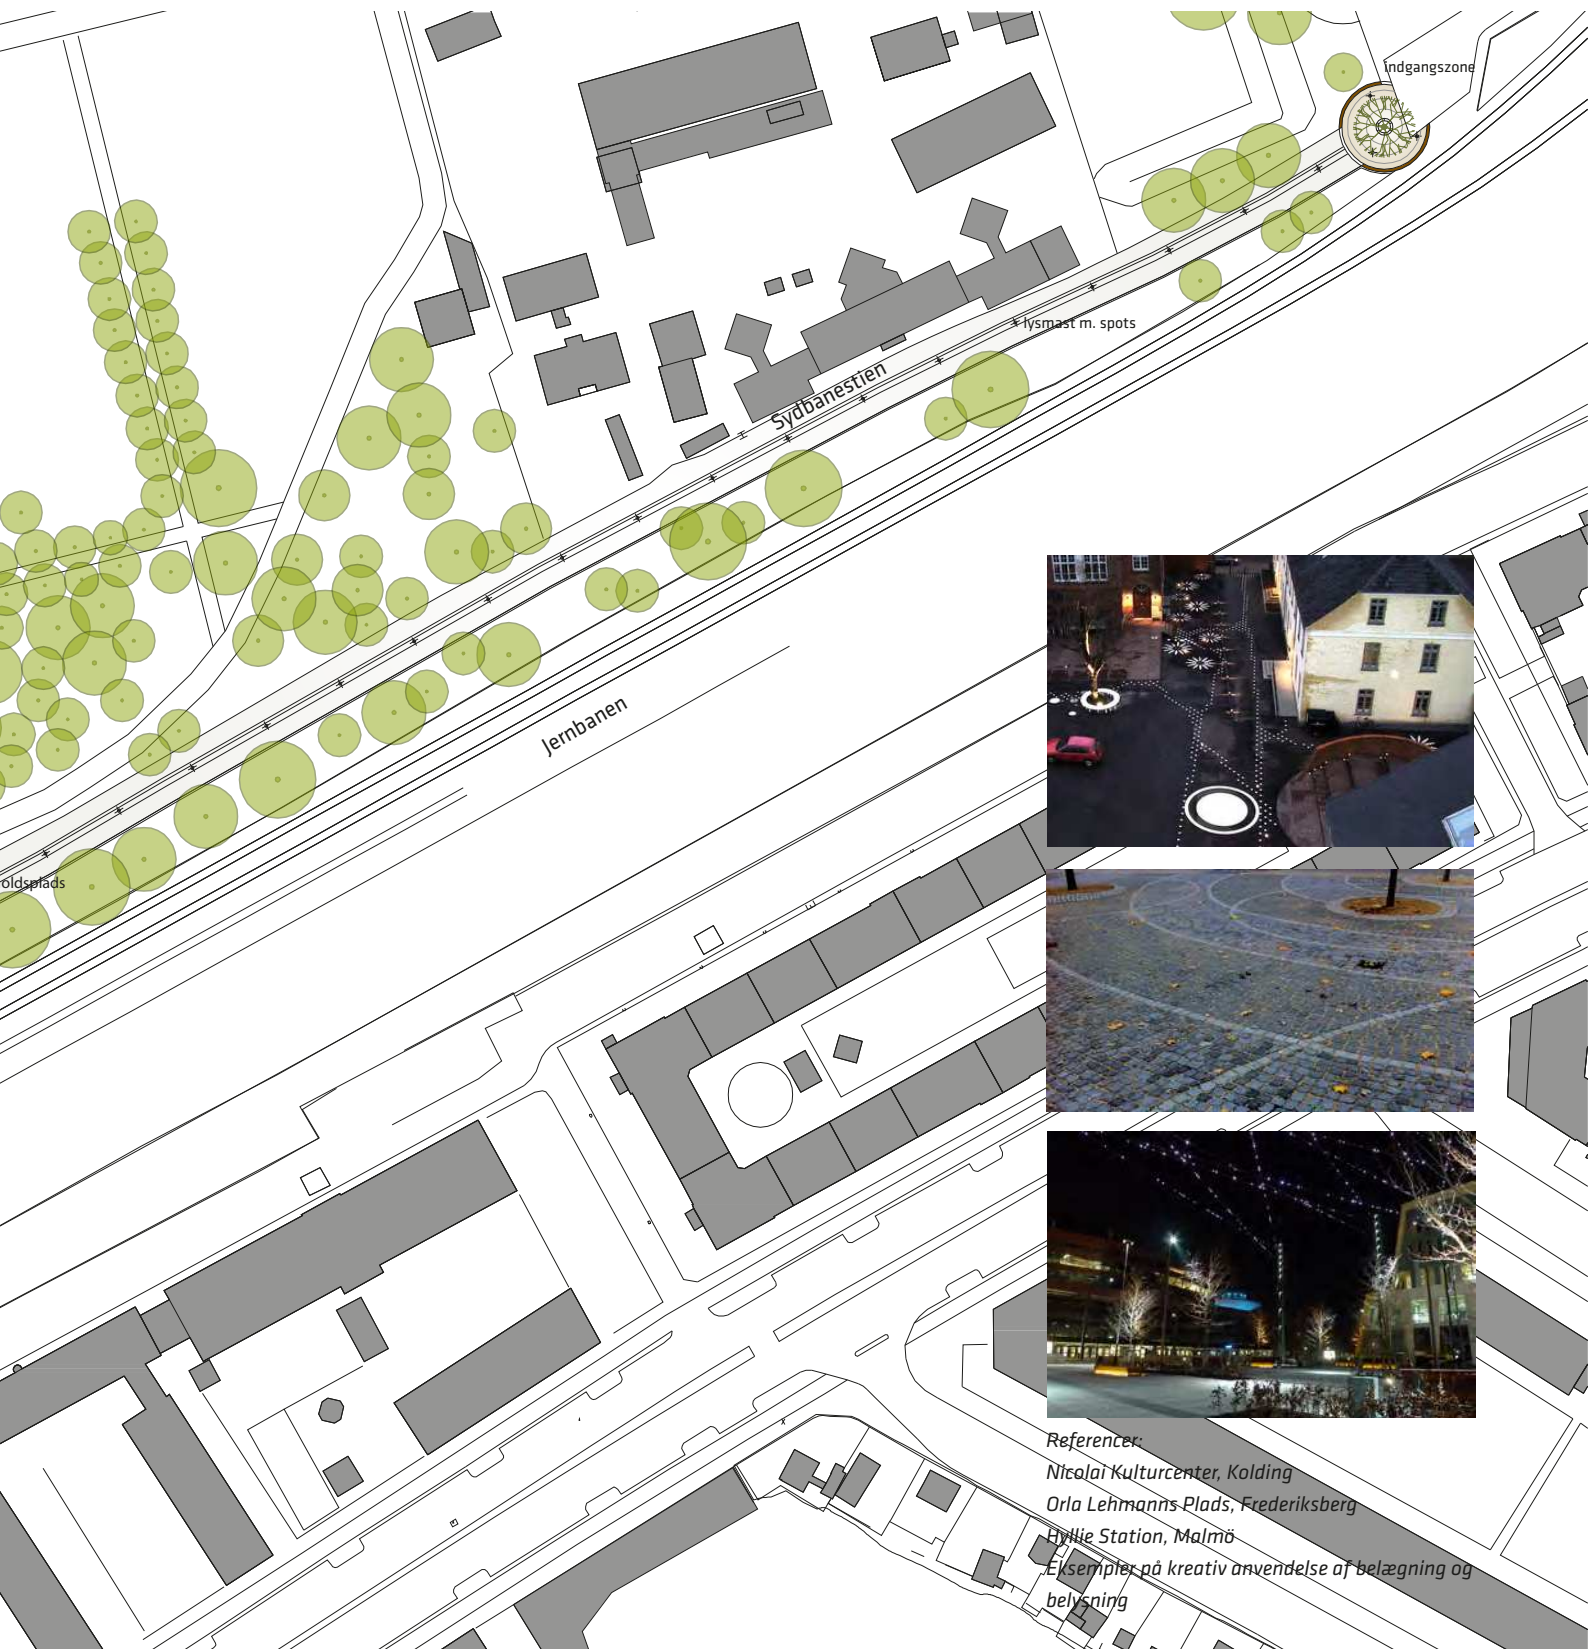 indgangszone
lysmast m. spots
Sydbanestien
Jernbanen
oldsplads
Referencer:
Nicolai Kulturcenter, Kolding
Orla Lehmanns Plads, Frederiksberg
Hyllie Station, Malmö
Eksempler på kreativ anvendelse af belægning og
belysning